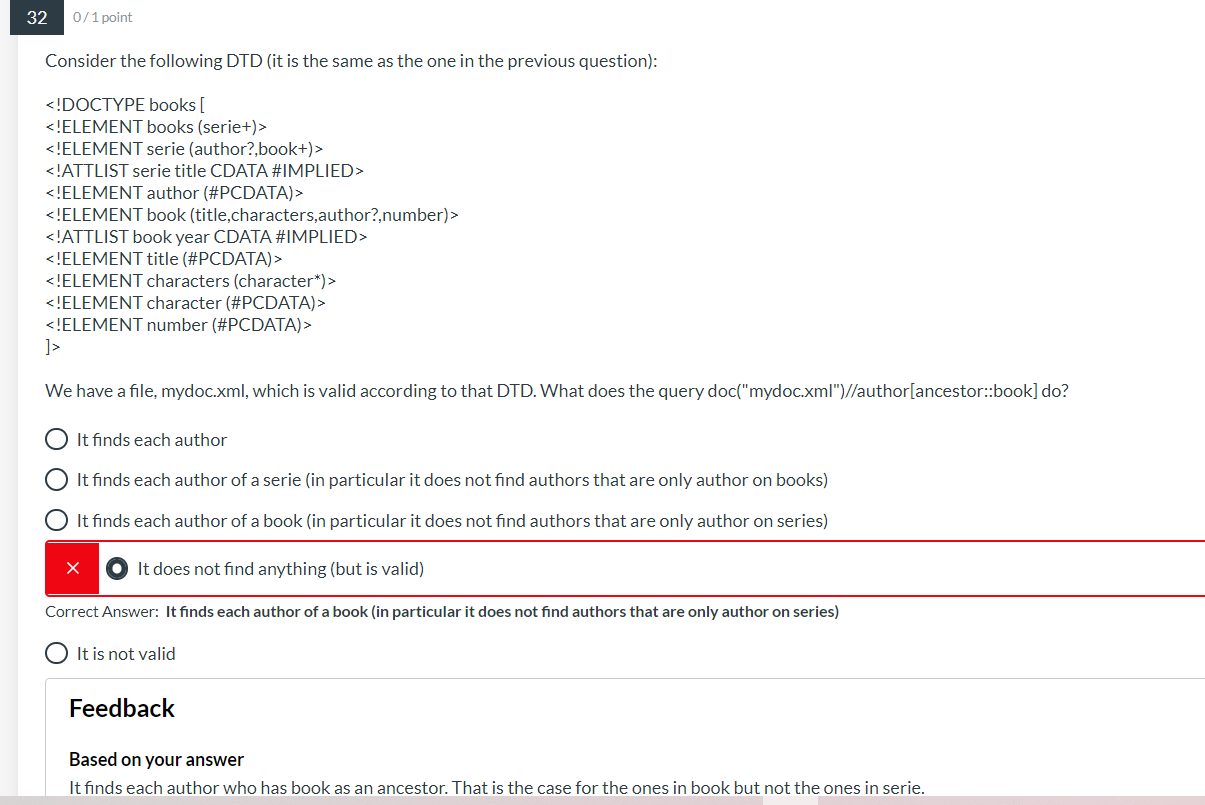 32
0 / 1 point
Consider the following DTD (it is the same as the one in the previous question):
<!DOCTYPE books [
<!ELEMENT books (serie+)>
<!ELEMENT serie (author?,book+)>
<!ATTLIST serie title CDATA #IMPLIED>
<!ELEMENT author (#PCDATA)>
<!ELEMENT book (title,characters,author?,number)>
<!ATTLIST book year CDATA #IMPLIED>
<!ELEMENT title (#PCDATA)>
<!ELEMENT characters (character*)>
<!ELEMENT character (#PCDATA)>
<!ELEMENT number (#PCDATA)>
]>
We have a file, mydoc.xml, which is valid according to that DTD. What does the query doc("mydoc.xml")//author[ancestor::book] do?
It finds each author
It finds each author of a serie (in particular it does not find authors that are only author on books)
It finds each author of a book (in particular it does not find authors that are only author on series)
It does not find anything (but is valid)
Correct Answer: It finds each author of a book (in particular it does not find authors that are only author on series)
It is not valid
Feedback
Based on your answer
It finds each author who has book as an ancestor. That is the case for the ones in book but not the ones in serie.